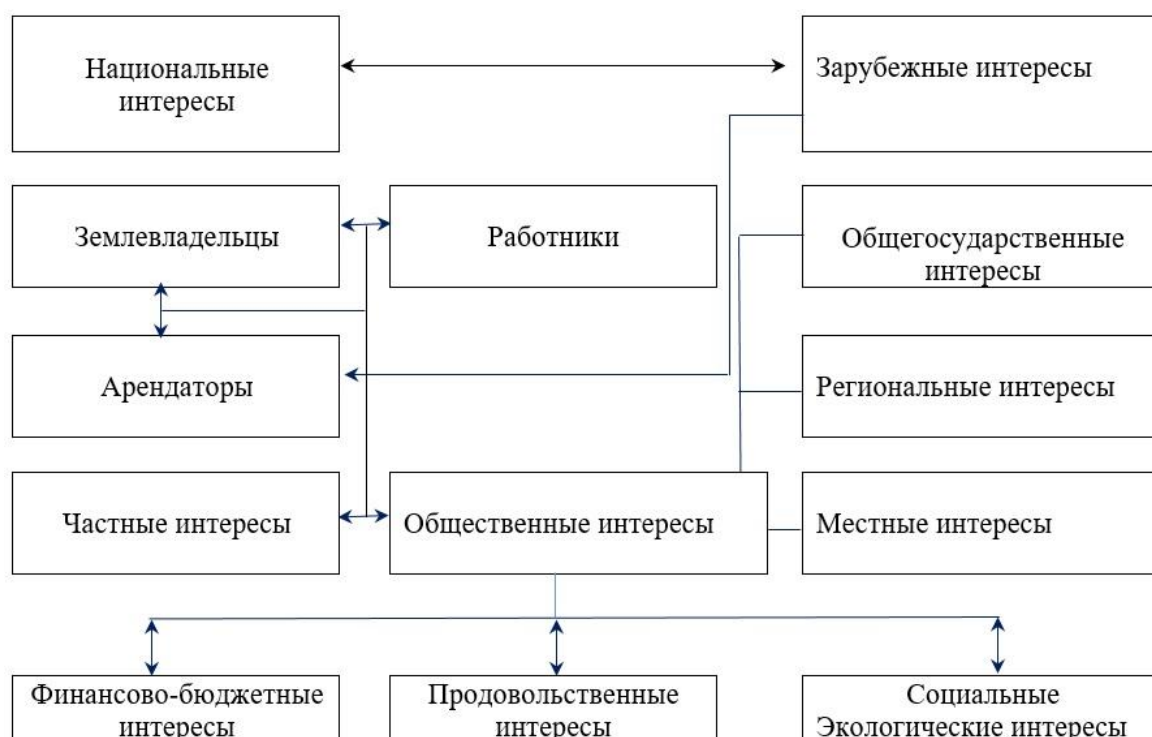 Национальные
интересы
Зарубежные интересы
Землевладельцы
Работники
Общегосударственные
интересы
Арендаторы
Региональные интересы
Частные интересы
Общественные интересы
Местные интересы
Финансово-бюджетные
интересы
Продовольственные
интересы
Социальные
Экологические интересы